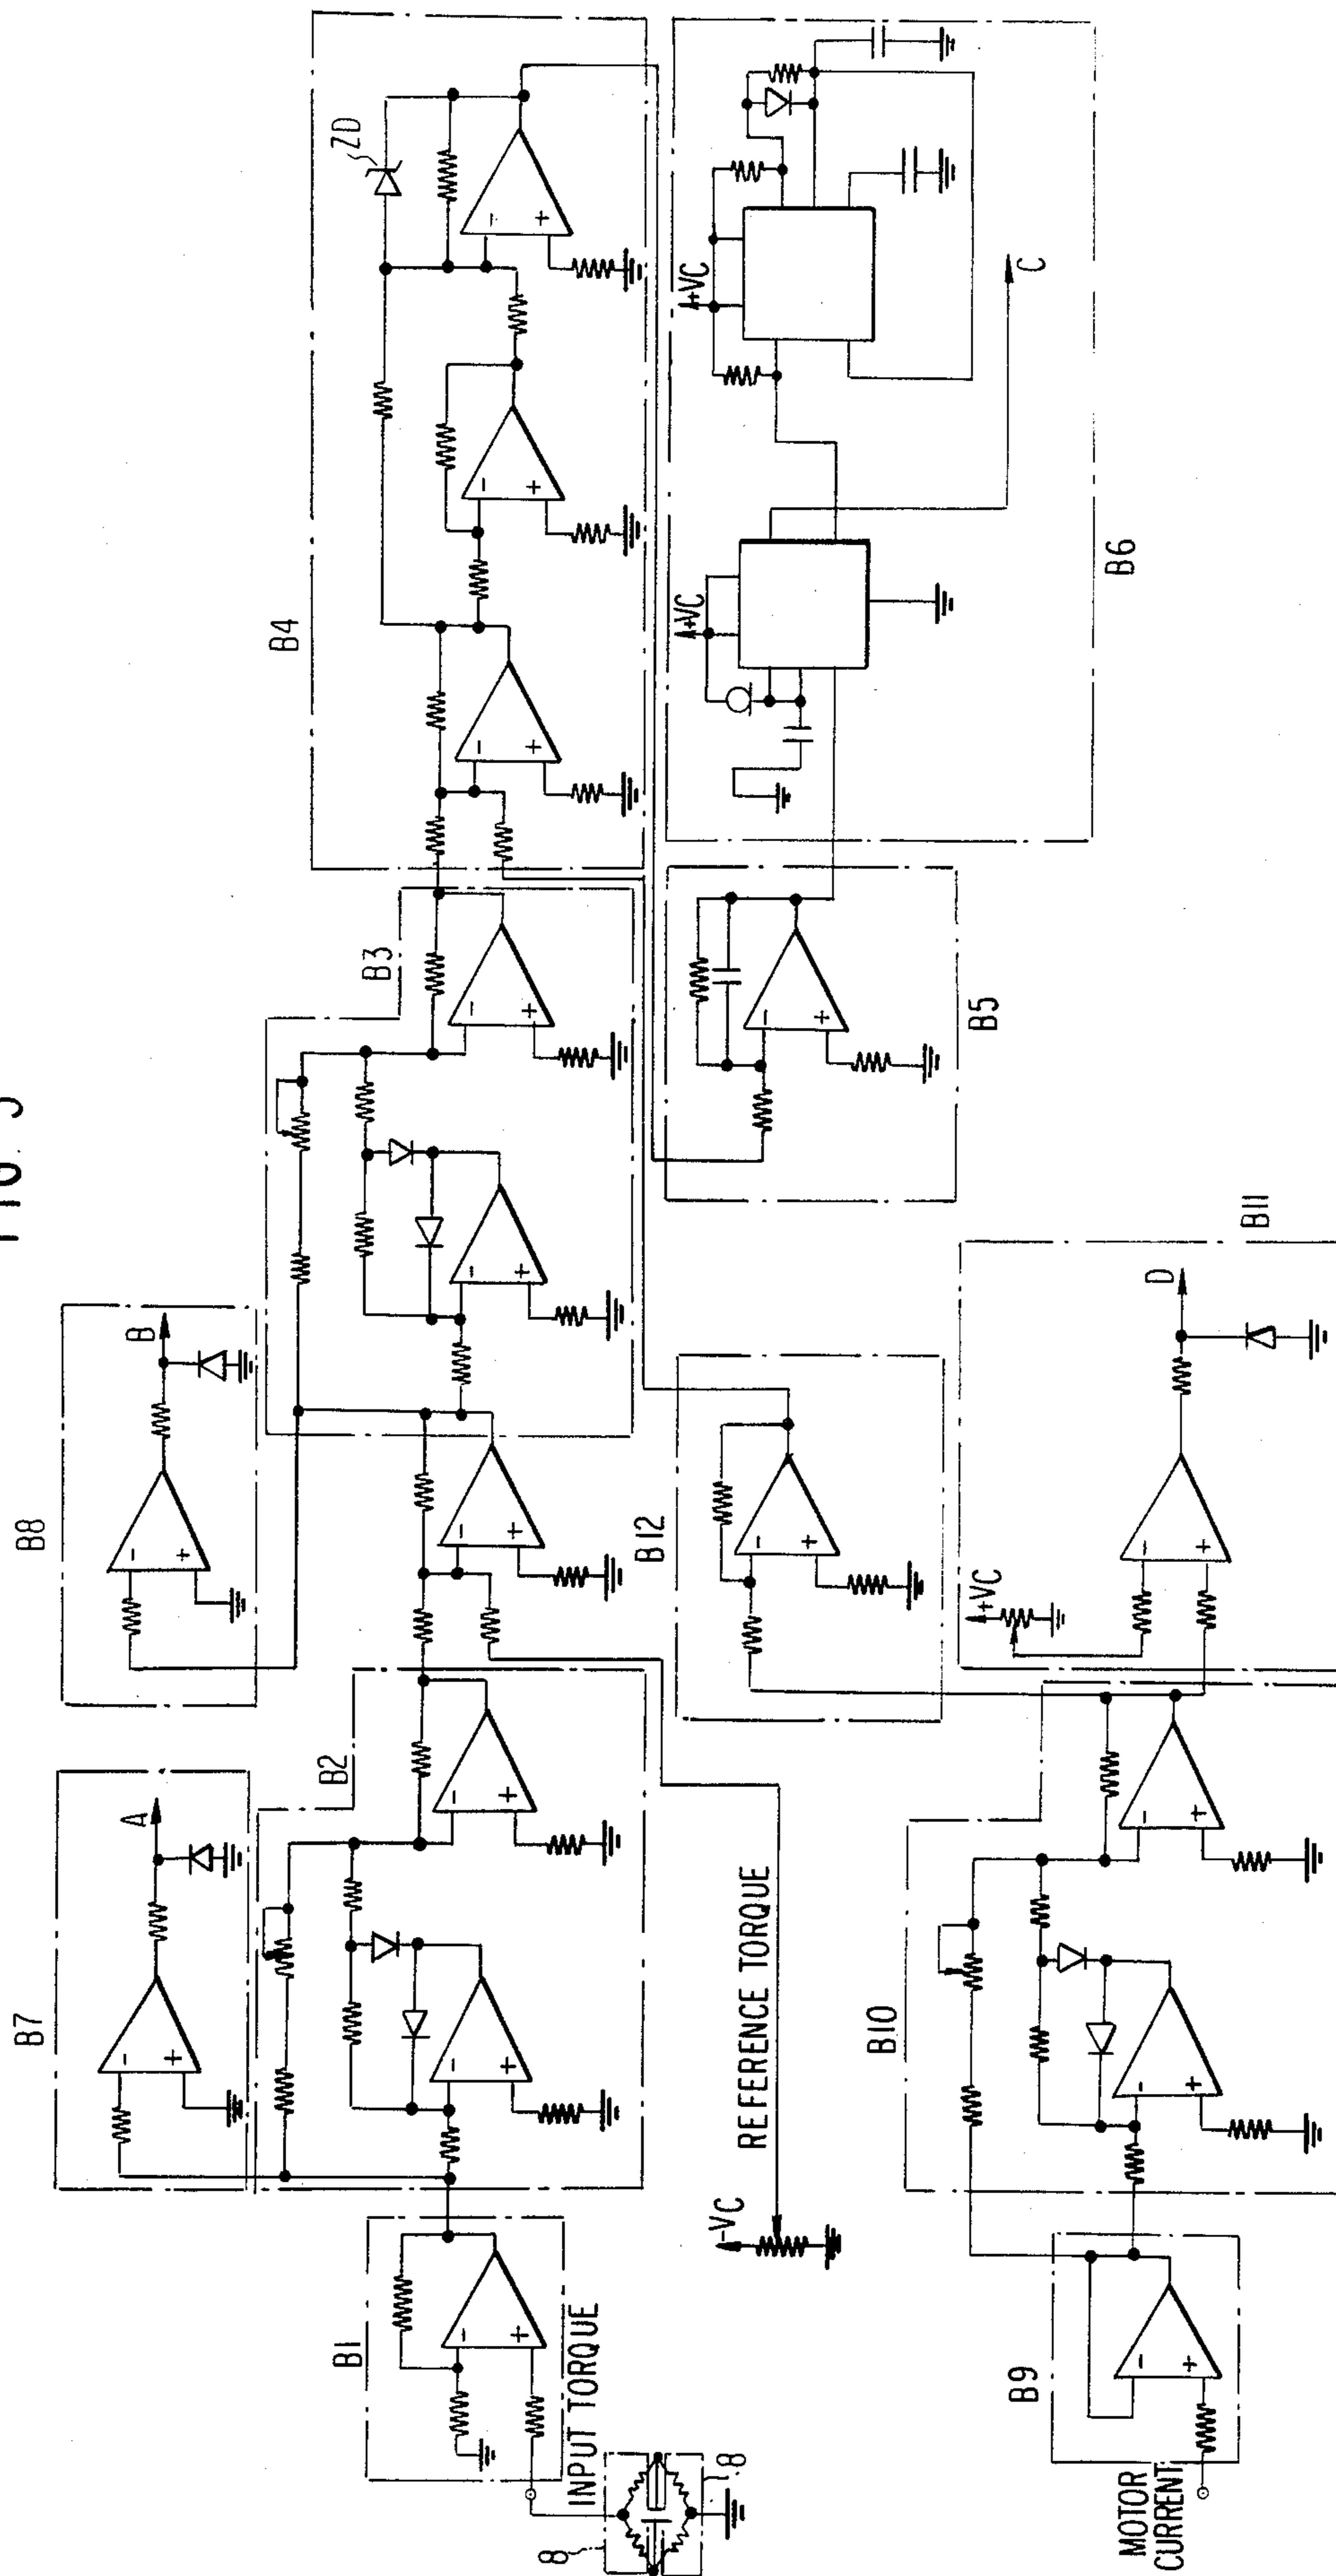 FIG 5
B7
A
B8
B
B1
B2
B3
B4
ZD
INPUT TORQUE
8
8
-VC
REFERENCE TORQUE
B12
B5
B6
+VC
+VC
C
B9
MOTOR
CURRENT
B10
B11
+VC
D
- + - + - + - + - + - + - + - + - + - + - + - + - + - + - + - + - +